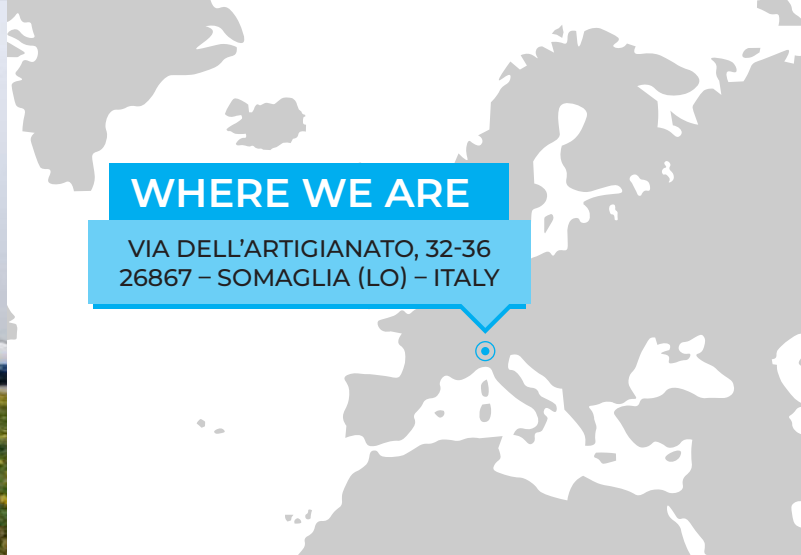 WHERE WE ARE
VIA DELL’ARTIGIANATO, 32-36
26867 – SOMAGLIA (LO) – ITALY